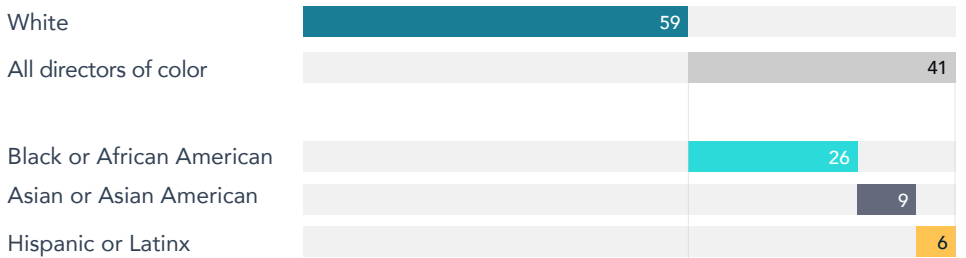 White 59
All directors of color 41
Black or African American 26
Asian or Asian American 9
Hispanic or Latinx 6